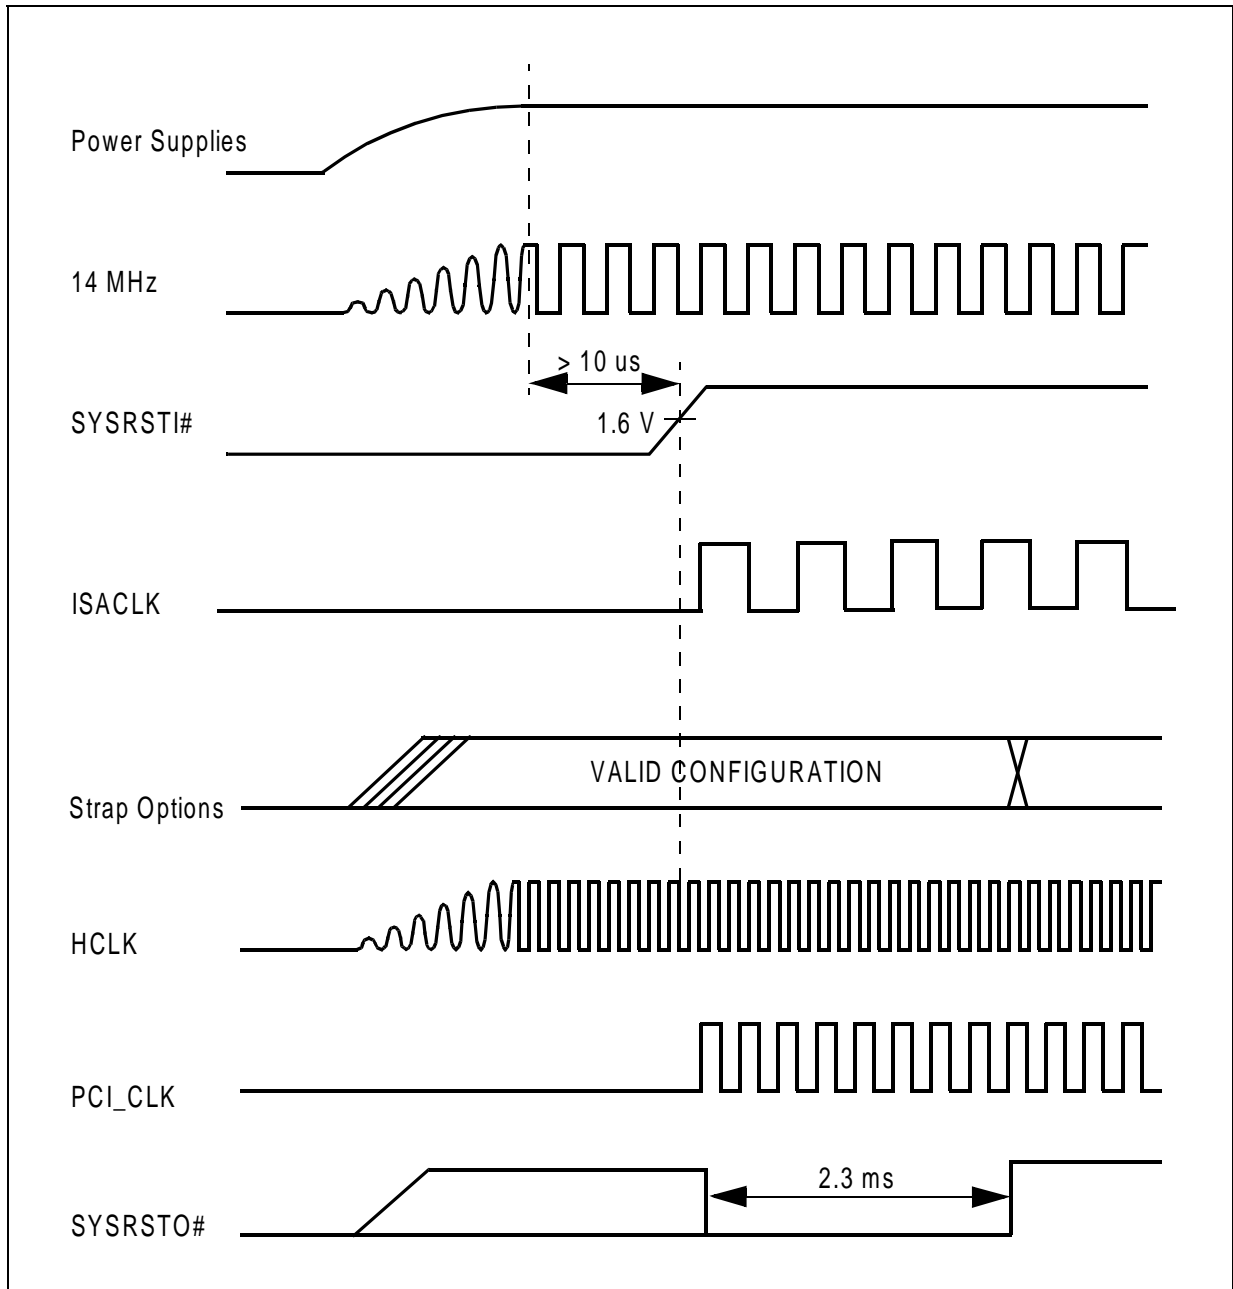 Power Supplies
14 MHz
> 10 us
SYSRSTI#
1.6 V
ISACLK
VALID CONFIGURATION
Strap Options
HCLK
PCI_CLK
2.3 ms
SYSRSTO#